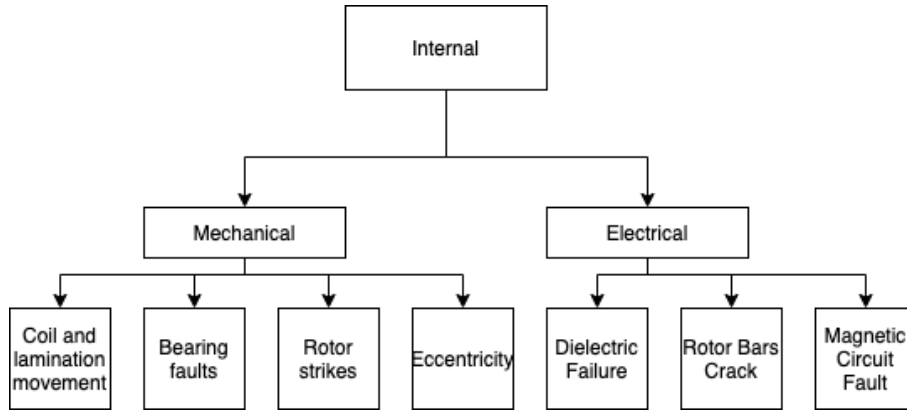 Internal
Mechanical
Electrical
Coil and
lamination
movement
Bearing
faults
Rotor
strikes
Eccentricity
Dielectric
Failure
Rotor Bars
Crack
Magnetic
Circuit
Fault